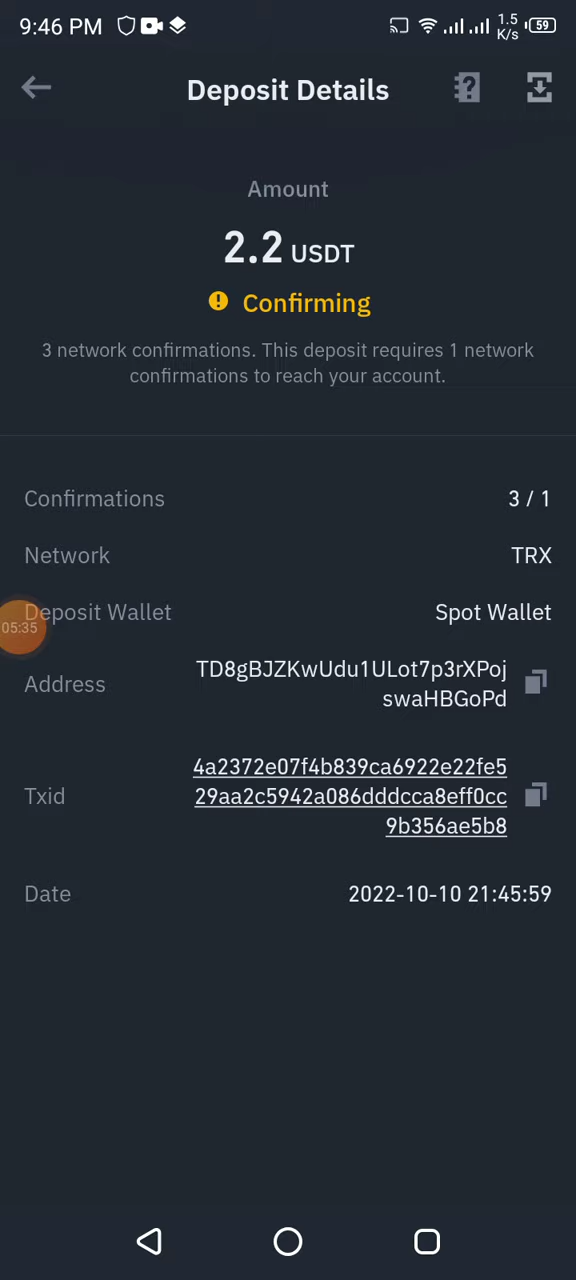 9:46 PM
1.5
K/s
59
Deposit Details
Amount
2.2 USDT
Confirming
3 network confirmations. This deposit requires 1 network
confirmations to reach your account.
Confirmations 3 / 1
Network TRX
Deposit Wallet Spot Wallet
05:35
Address TD8gBJZKwUdu1ULot7p3rXPoj
swaHBGoPd
Txid 4a2372e07f4b839ca6922e22fe5
29aa2c5942a086dddcca8eff0cc
9b356ae5b8
Date 2022-10-10 21:45:59